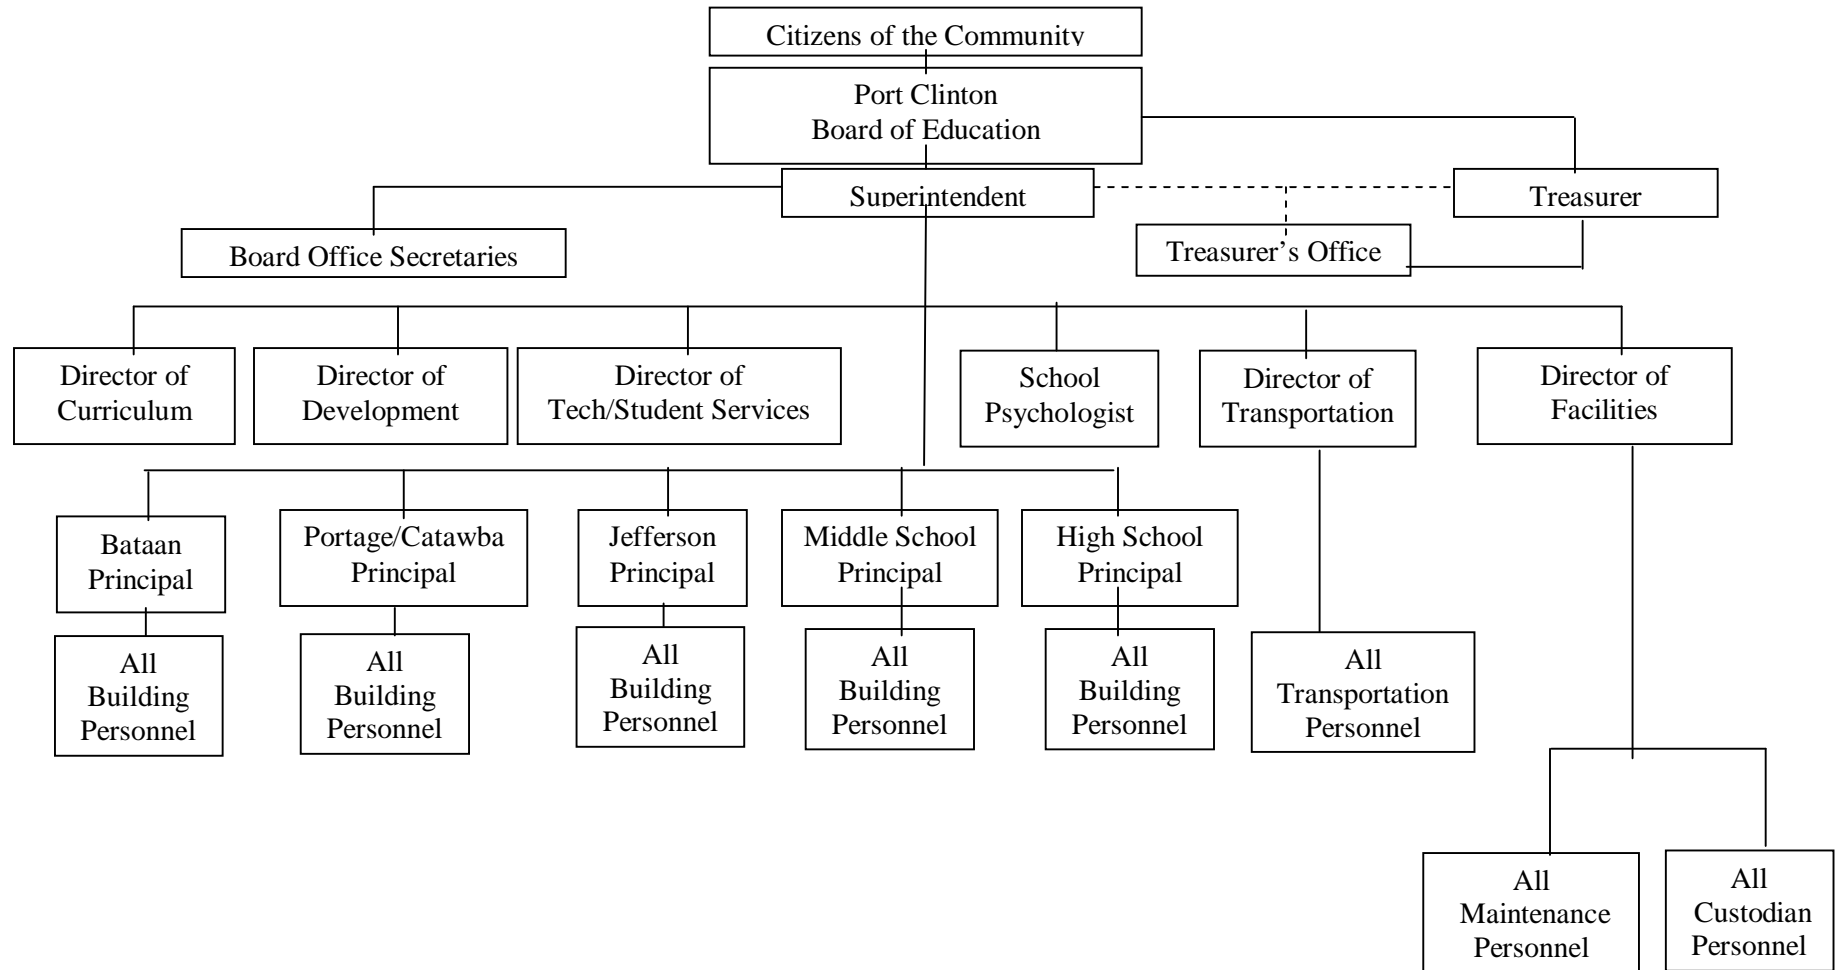 Citizens of the Community
Port Clinton
Board of Education
Superintendent
Treasurer
Board Office Secretaries
Treasurer’s Office
Director of
Curriculum
Director of
Development
Director of
Tech/Student Services
School
Psychologist
Director of
Transportation
Director of
Facilities
Bataan
Principal
Portage/Catawba
Principal
Jefferson
Principal
Middle School
Principal
High School
Principal
All
Building
Personnel
All
Building
Personnel
All
Building
Personnel
All
Building
Personnel
All
Building
Personnel
All
Transportation
Personnel
All
Maintenance
Personnel
All
Custodian
Personnel